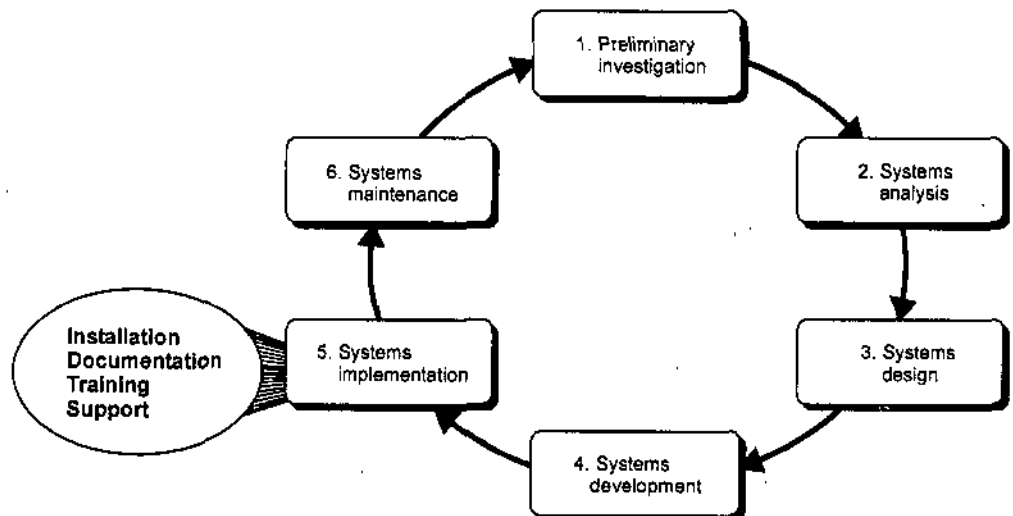 1. Preliminary
investigation
2. Systems
analysis
3. Systems
design
4. Systems
development
5. Systems
implementation
6. Systems
maintenance
Installation
Documentation
Training
Support